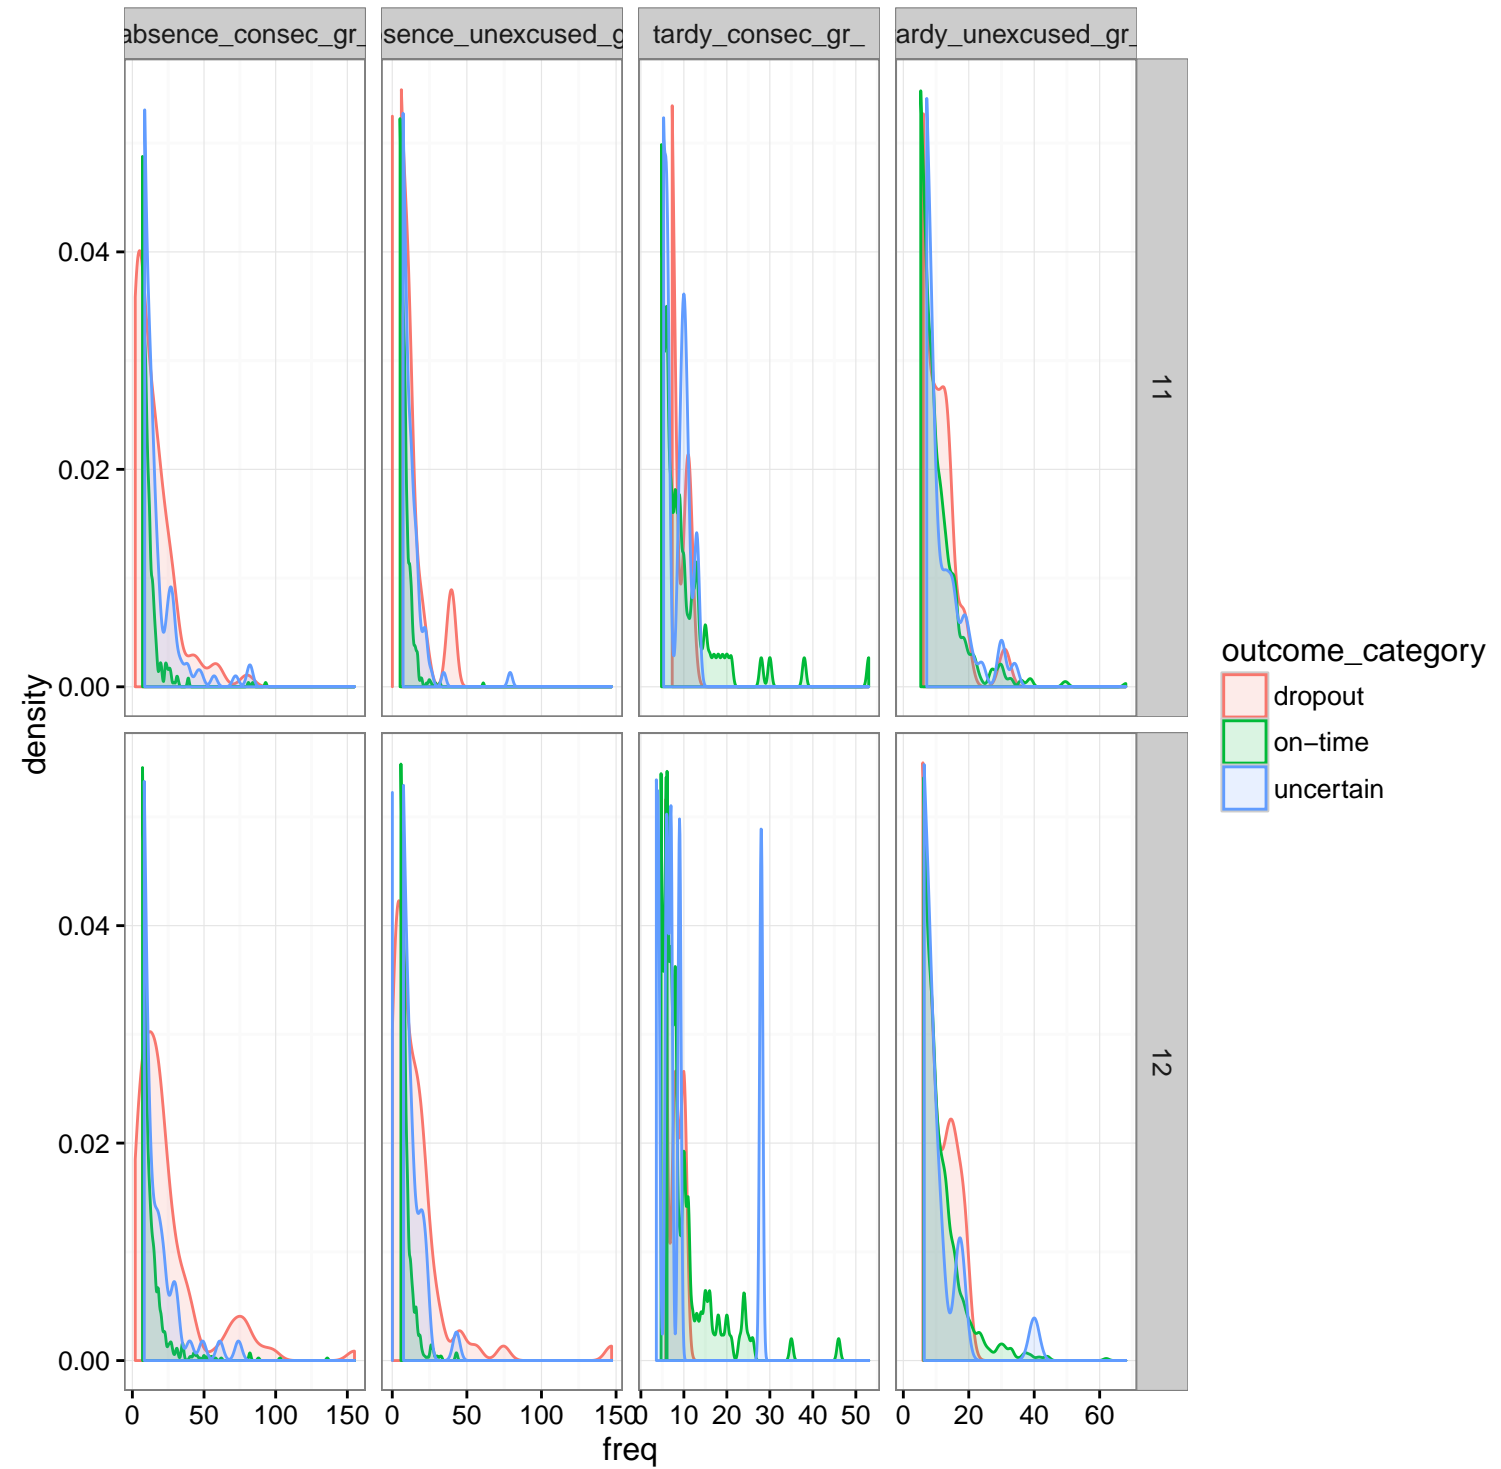 absence_consec_gr_
sence_unexcused_g
tardy_consec_gr_
ardy_unexcused_gr_
0.04
0.02
0.00
11
density
0.04
0.02
0.00
12
0 50 100 150
0 50 100 150
0 10 20 30 40 50
0 20 40 60
freq
outcome_category
dropout
on−time
uncertain